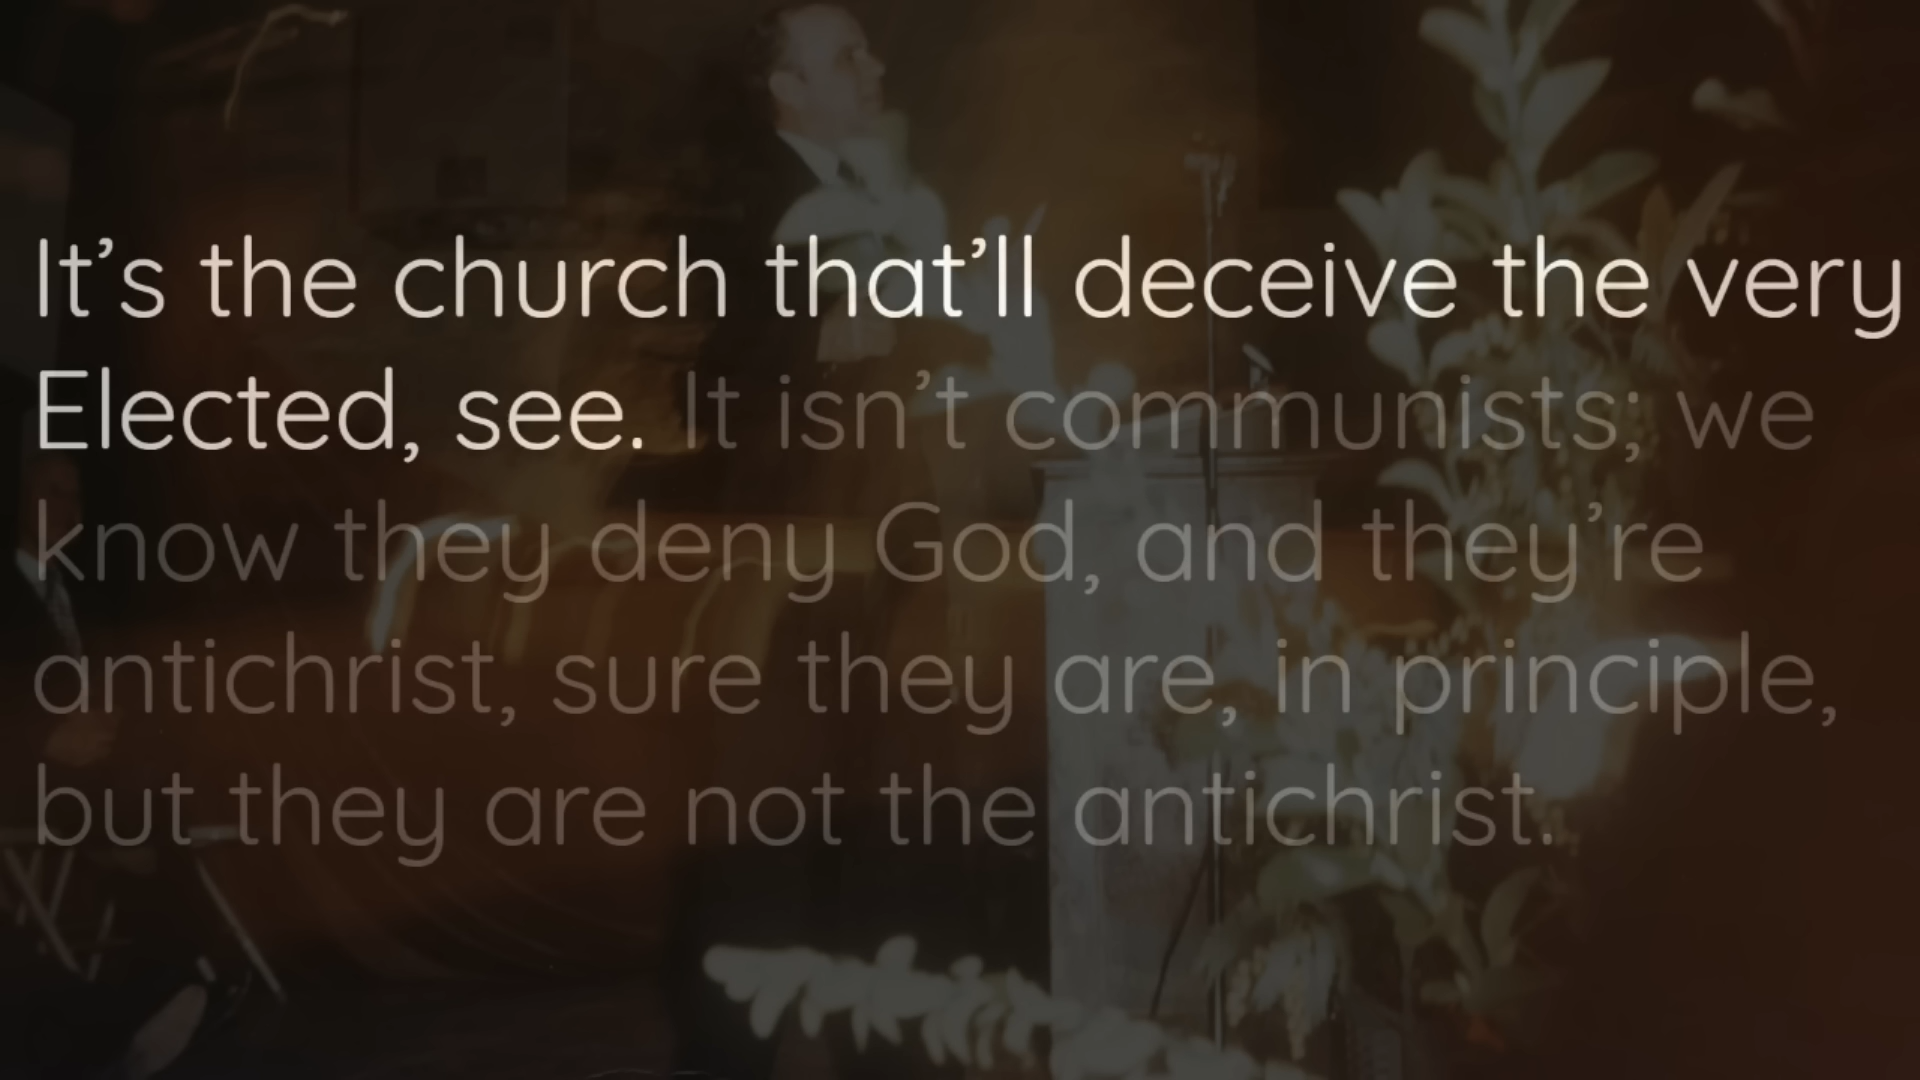 It’s the church that’ll deceive the very
Elected, see. It isn’t communists; we
know they deny God, and they’re
antichrist, sure they are, in principle,
but they are not the antichrist.